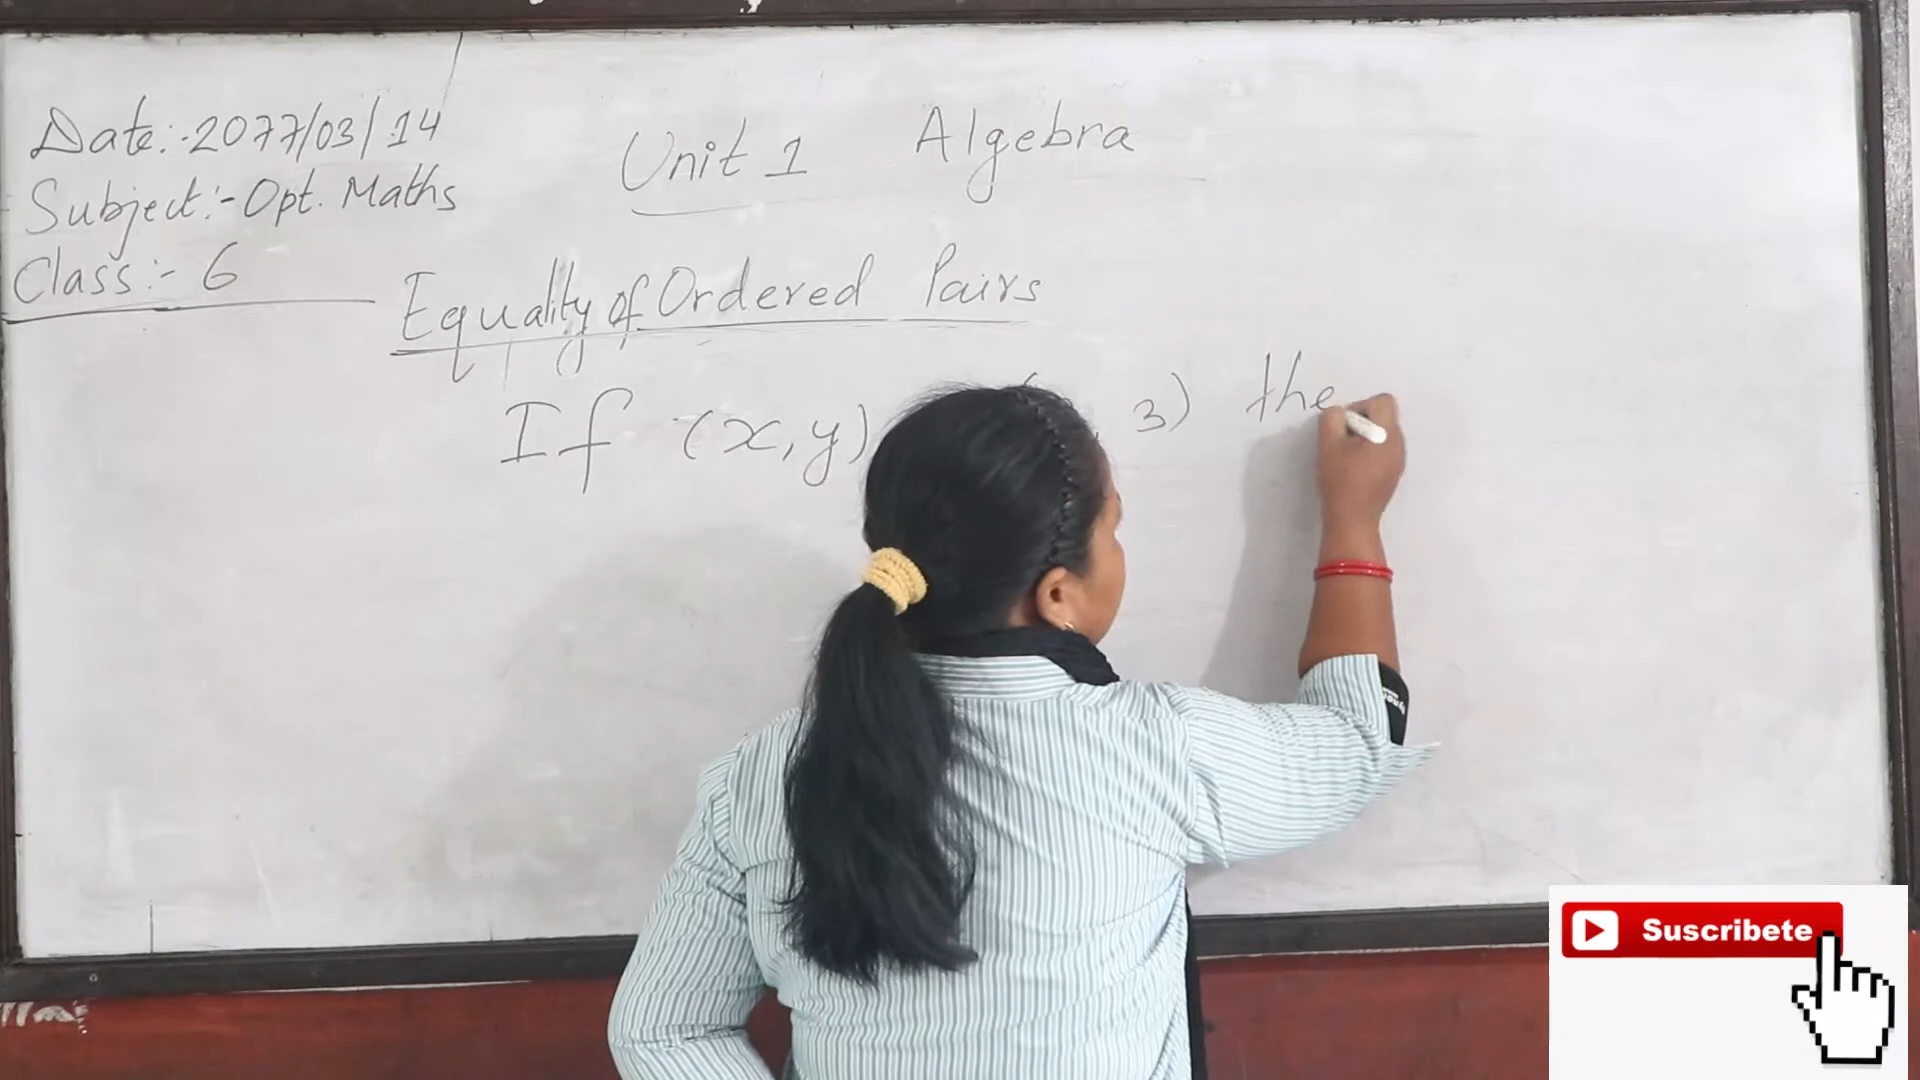 Date:-2077/03/14
Subject:-Opt. Maths
Class:- 6
Unit 1 Algebra
Equality of Ordered Pairs
If (x,y) ( , 3) the
Suscribete